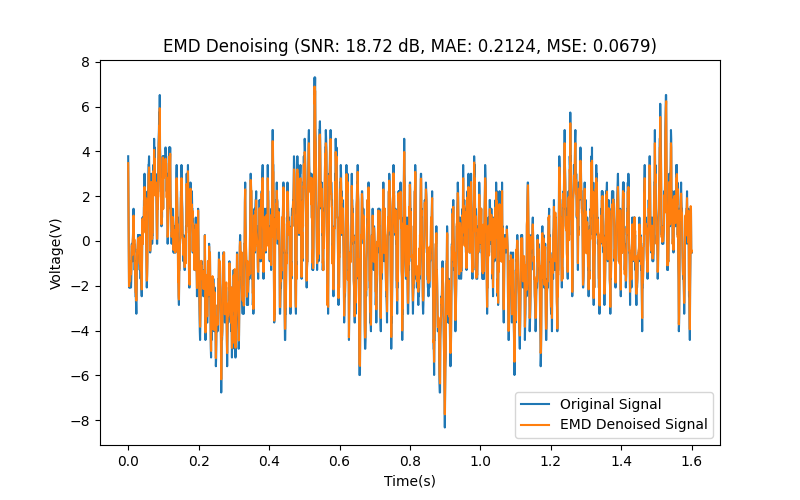 EMD Denoising (SNR: 18.72 dB, MAE: 0.2124, MSE: 0.0679)
8
6
4
2
0
−2
−4
−6
−8
Voltage(V)
0.0 0.2 0.4 0.6 0.8 1.0 1.2 1.4 1.6
Time(s)
Original Signal
EMD Denoised Signal